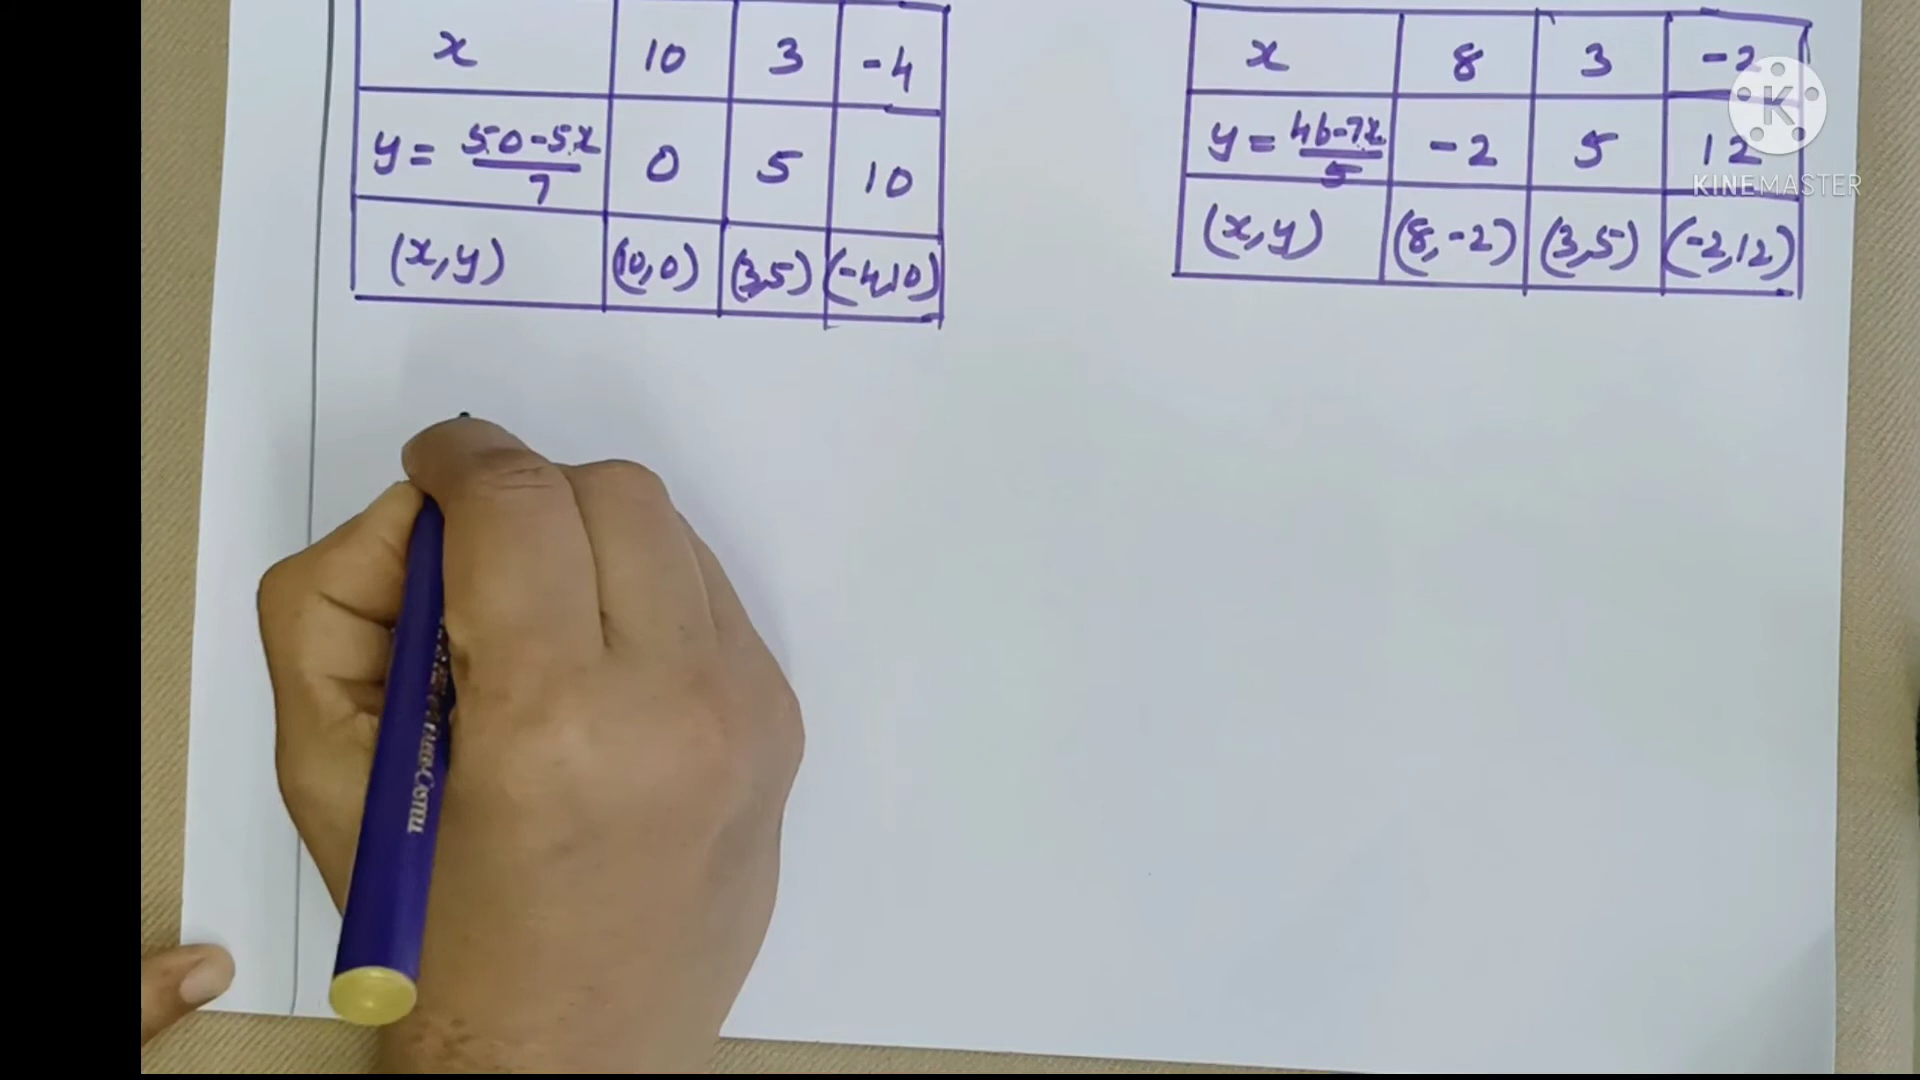 x 10 3 -4
y = 50-5x/7 0 5 10
(x,y) (10,0) (3,5) (-4,10)
x 8 3 -2
y = 46-7x/5 -2 5 12
(x,y) (8,-2) (3,5) (-2,12)
K
KINEMASTER